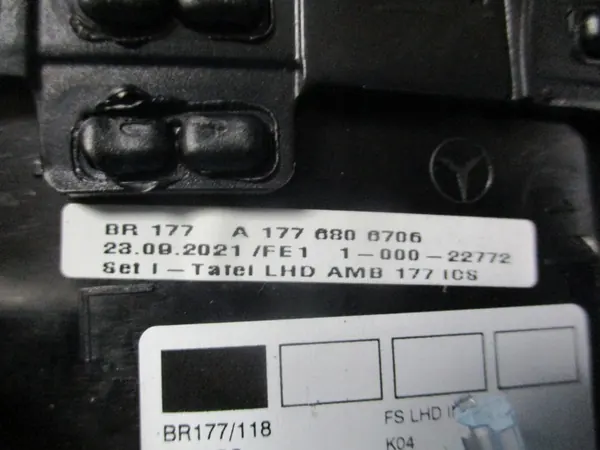 BR 177 A 177 680 6706
23.09.2021 /FE1 1-000-22772
Set I-Tafel LHD AMB 177 ICS
BR177/118
FS LHD
K04